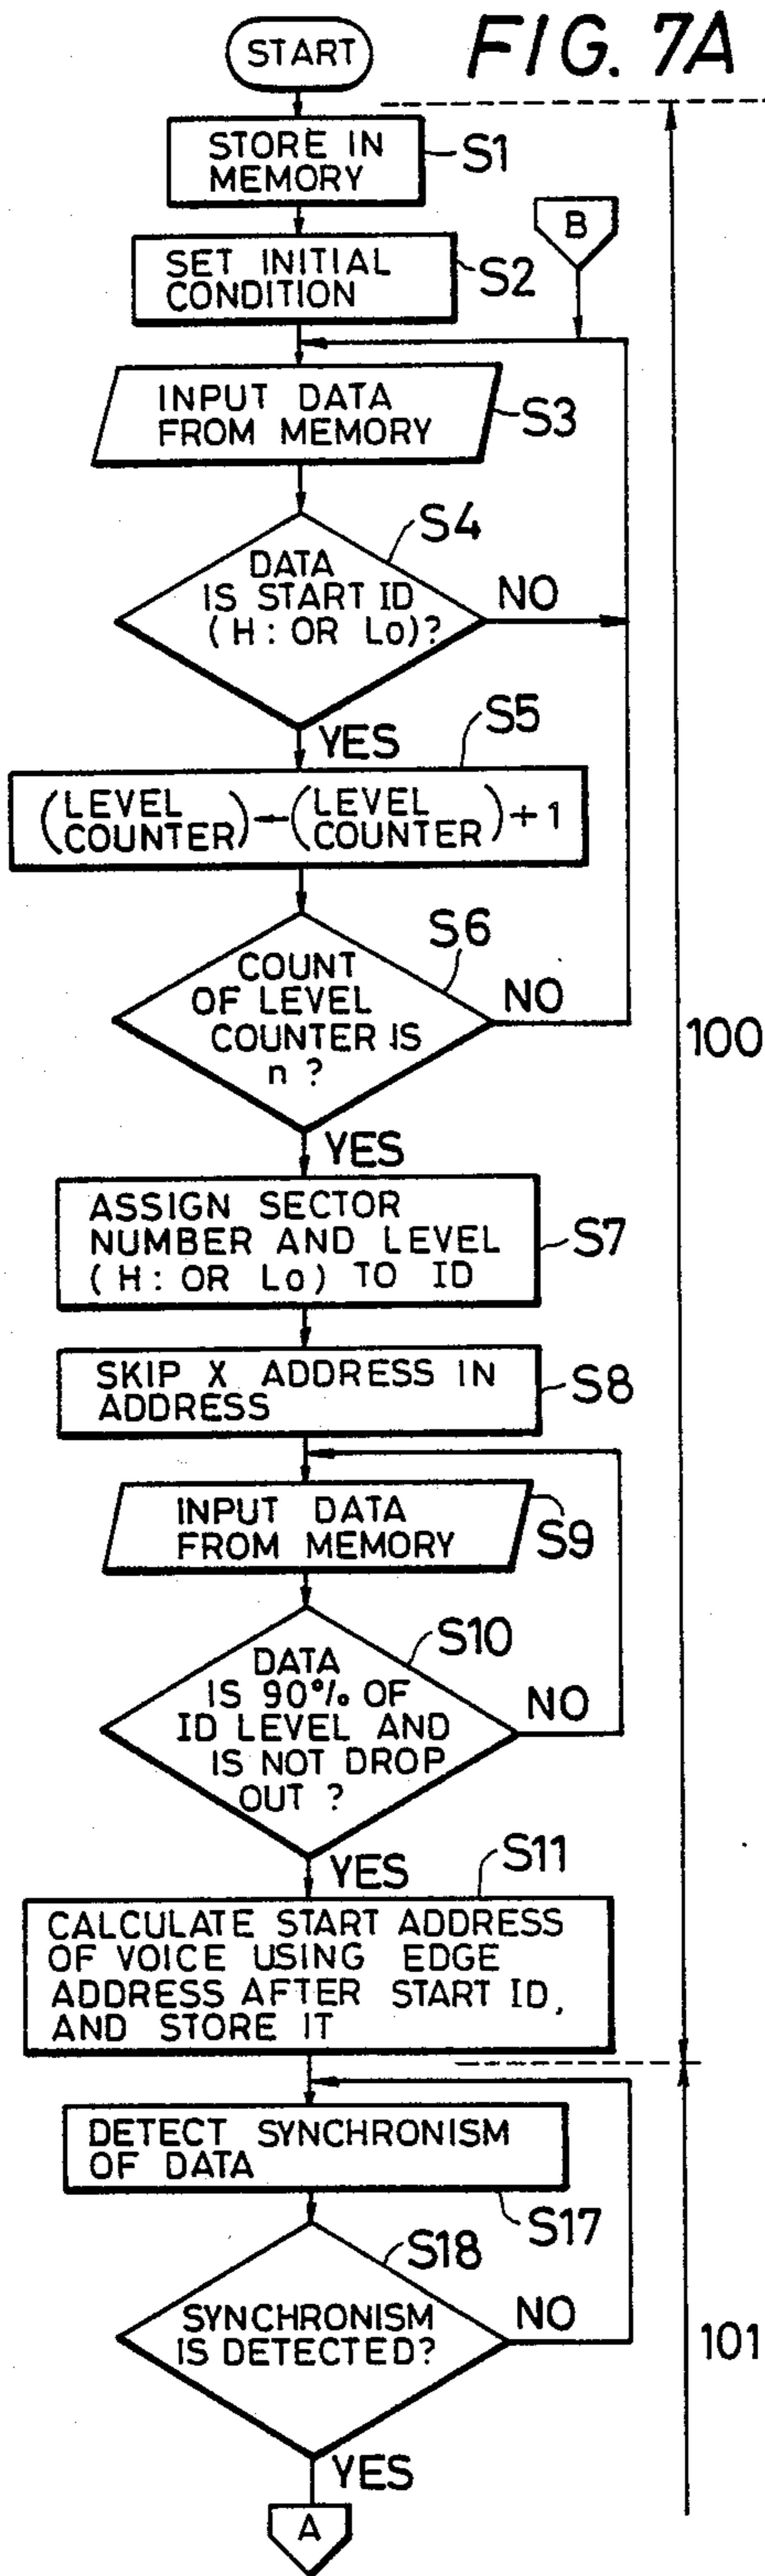 FIG. 7A
START
STORE IN
MEMORY
S1
B
SET INITIAL
CONDITION
S2
INPUT DATA
FROM MEMORY
S3
S4
DATA
IS START ID
(H: OR Lo)?
NO
YES
S5
(LEVEL COUNTER) ← (LEVEL COUNTER) + 1
S6
COUNT
OF LEVEL
COUNTER IS
n ?
NO
100
YES
ASSIGN SECTOR
NUMBER AND LEVEL
(H: OR Lo) TO ID
S7
SKIP X ADDRESS IN
ADDRESS
S8
INPUT DATA
FROM MEMORY
S9
S10
DATA
IS 90% OF
ID LEVEL AND
IS NOT DROP
OUT ?
NO
YES
S11
CALCULATE START ADDRESS
OF VOICE USING EDGE
ADDRESS AFTER START ID,
AND STORE IT
DETECT SYNCHRONISM
OF DATA
S17
S18
SYNCHRONISM
IS DETECTED?
NO
101
YES
A